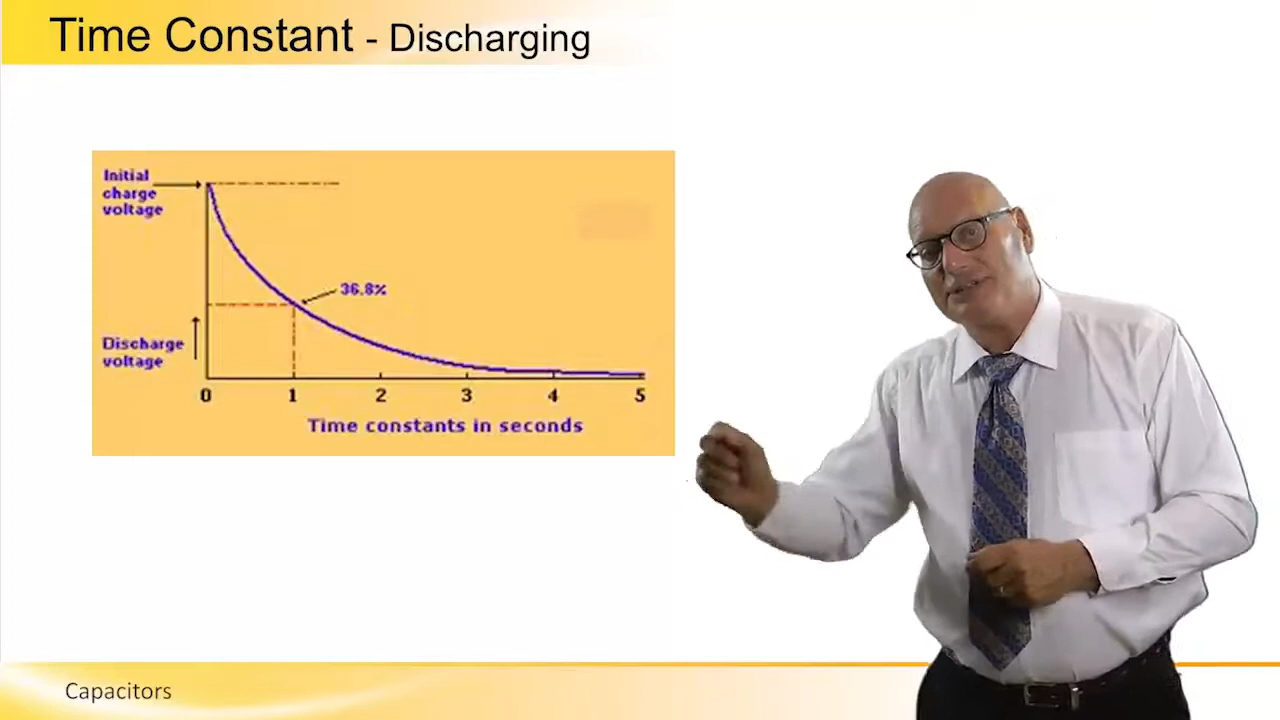 Time Constant - Discharging
Initial
charge
voltage
36.8%
Discharge
voltage
0 1 2 3 4 5
Time constants in seconds
Capacitors